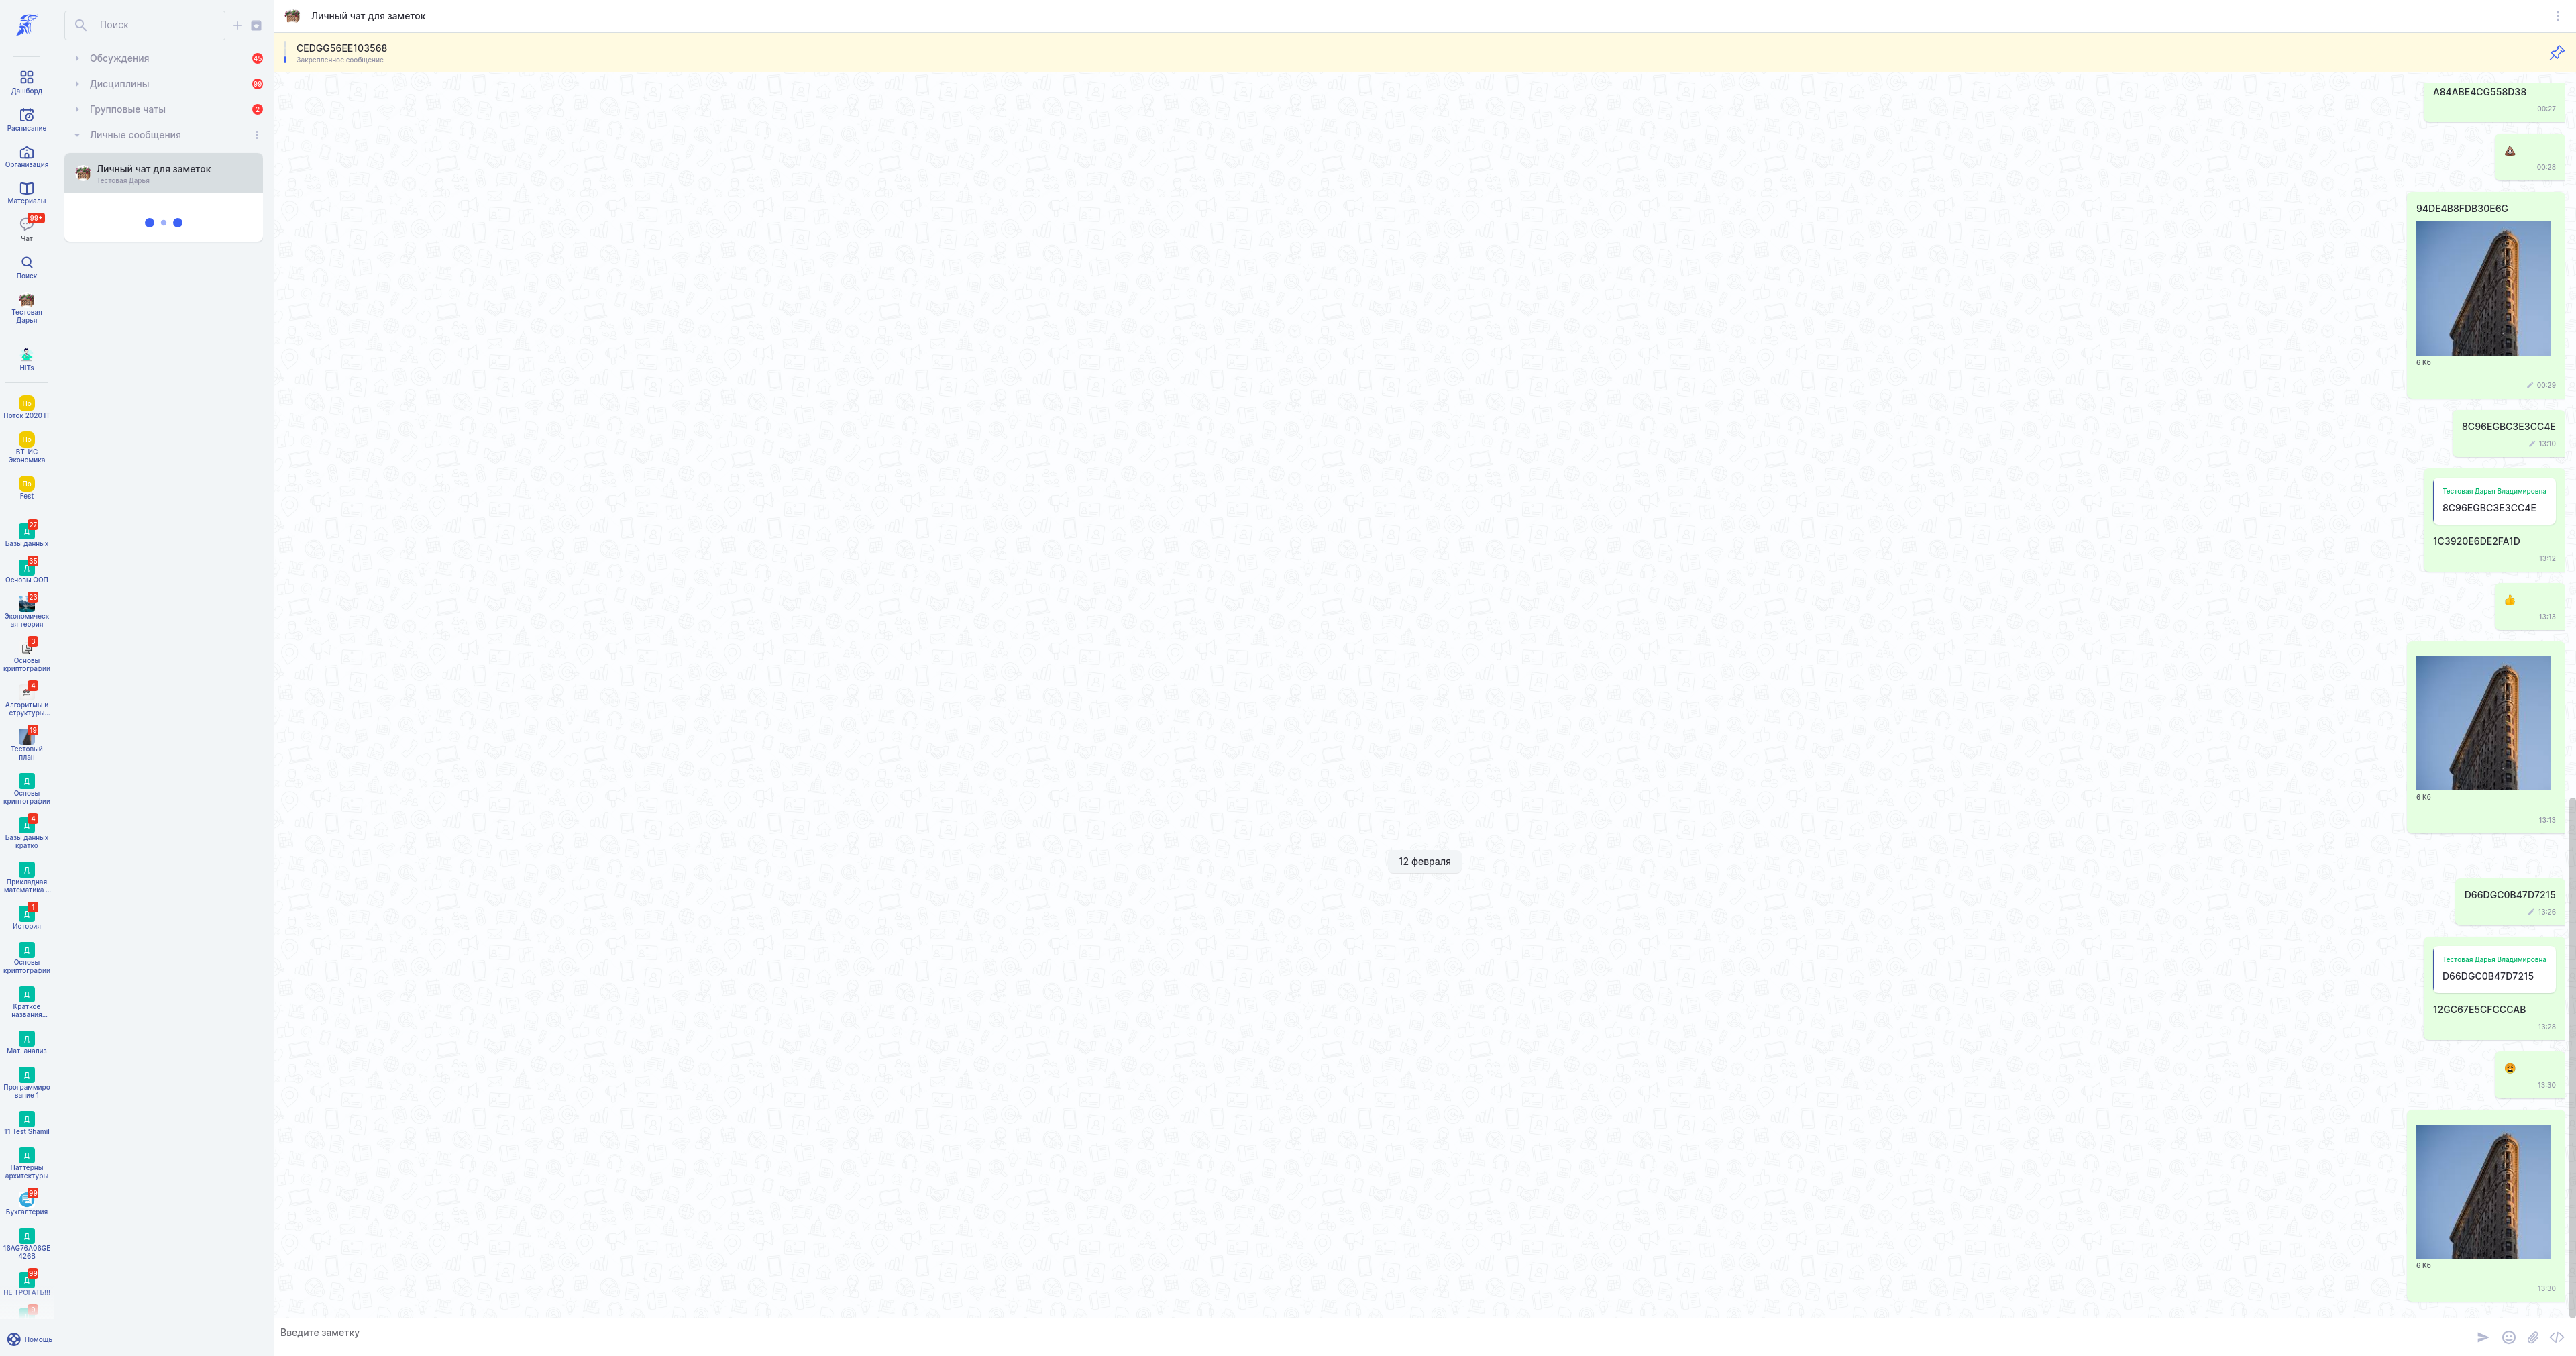 Дашборд
Расписание
Организация
Материалы
99+
Чат
Поиск
Тестовая
Дарья
HITs
По
Поток 2020 IT
По
ВТ-ИС
Экономика
По
Fest
27
Д
Базы данных
35
Д
Основы ООП
23
Экономическ
ая теория
3
Основы
криптографии
4
Алгоритмы и
структуры...
19
Тестовый
план
Д
Основы
криптографии
4
Д
Базы данных
кратко
Д
Прикладная
математика ...
1
Д
История
Д
Основы
криптографии
Д
Краткое
названия...
Д
Мат. анализ
Д
Программиро
вание 1
Д
11 Test Shamil
Д
Паттерны
архитектуры
99
Бухгалтерия
Д
16AG76A06GE
426B
99
Д
НЕ ТРОГАТЬ!!!
Помощь
Поиск
Обсуждения
45
Дисциплины
99
Групповые чаты
2
Личные сообщения
Личный чат для заметок
Тестовая Дарья
Личный чат для заметок
CEDGG56EE103568
Закрепленное сообщение
A84ABE4CG558D38
00:27
00:28
94DE4B8FDB30E6G
6 Кб
00:29
8C96EGBC3E3CC4E
13:10
Тестовая Дарья Владимировна
8C96EGBC3E3CC4E
1C3920E6DE2FA1D
13:12
13:13
6 Кб
13:13
12 февраля
D66DGC0B47D7215
13:26
Тестовая Дарья Владимировна
D66DGC0B47D7215
12GC67E5CFCCCAB
13:28
13:30
6 Кб
13:30
Введите заметку